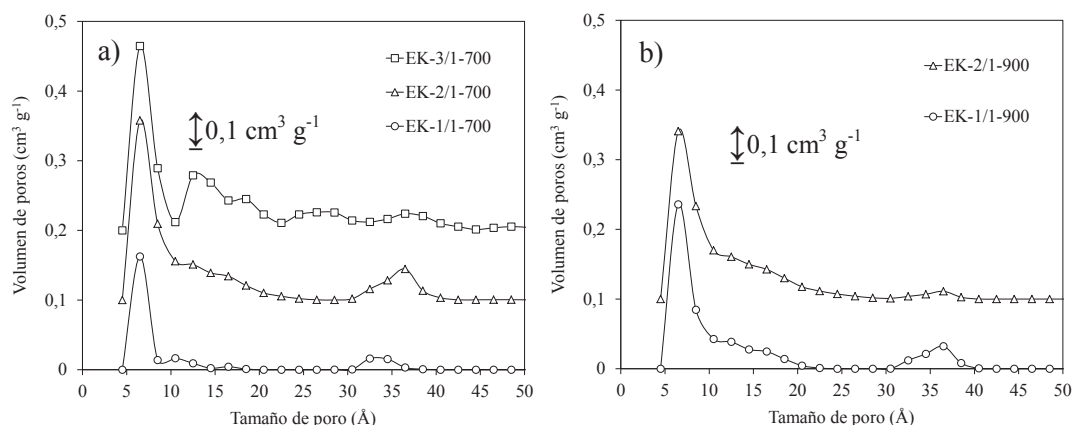 a)
EK-3/1-700
EK-2/1-700
EK-1/1-700
0,1 cm³ g⁻¹
Volumen de poros (cm³ g⁻¹)
0,5
0,4
0,3
0,2
0,1
0
0 5 10 15 20 25 30 35 40 45 50
Tamaño de poro (Å)
b)
EK-2/1-900
EK-1/1-900
0,1 cm³ g⁻¹
Volumen de poros (cm³ g⁻¹)
0,5
0,4
0,3
0,2
0,1
0
0 5 10 15 20 25 30 35 40 45 50
Tamaño de poro (Å)